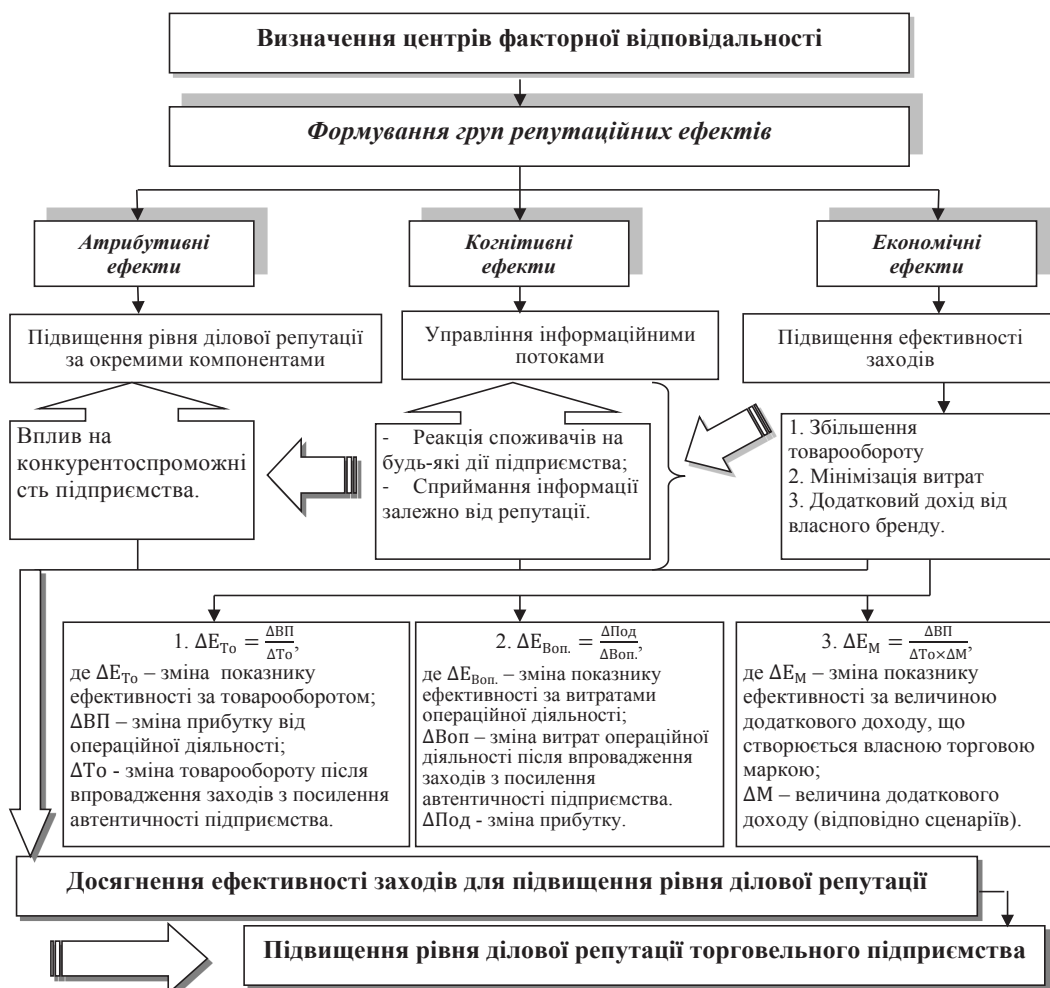 Визначення центрів факторної відповідальності
Формування груп репутаційних ефектів
Атрибутивні
ефекти
Когнітивні
ефекти
Економічні
ефекти
Підвищення рівня ділової репутації
за окремими компонентами
Управління інформаційними
потоками
Підвищення ефективності
заходів
Вплив на
конкурентоспроможні
сть підприємства.
- Реакція споживачів на
будь-які дії підприємства;
- Сприймання інформації
залежно від репутації.
1. Збільшення
товарообороту
2. Мінімізація витрат
3. Додатковий дохід від
власного бренду.
1. ΔE_То = ΔВП/ΔТо,
де ΔE_То – зміна показнику
ефективності за товарооборотом;
ΔВП – зміна прибутку від
операційної діяльності;
ΔТо - зміна товарообороту після
впровадження заходів з посилення
автентичності підприємства.
2. ΔE_Воп. = ΔПод/ΔВоп.,
де ΔE_Воп. – зміна показнику
ефективності за витратами
операційної діяльності;
ΔВоп – зміна витрат операційної
діяльності після впровадження
заходів з посилення
автентичності підприємства.
ΔПод - зміна прибутку.
3. ΔE_М = ΔВП/ΔТо×ΔМ,
де ΔE_М – зміна показнику
ефективності за величиною
додаткового доходу, що
створюється власною торговою
маркою;
ΔМ – величина додаткового
доходу (відповідно сценаріїв).
Досягнення ефективності заходів для підвищення рівня ділової репутації
Підвищення рівня ділової репутації торговельного підприємства